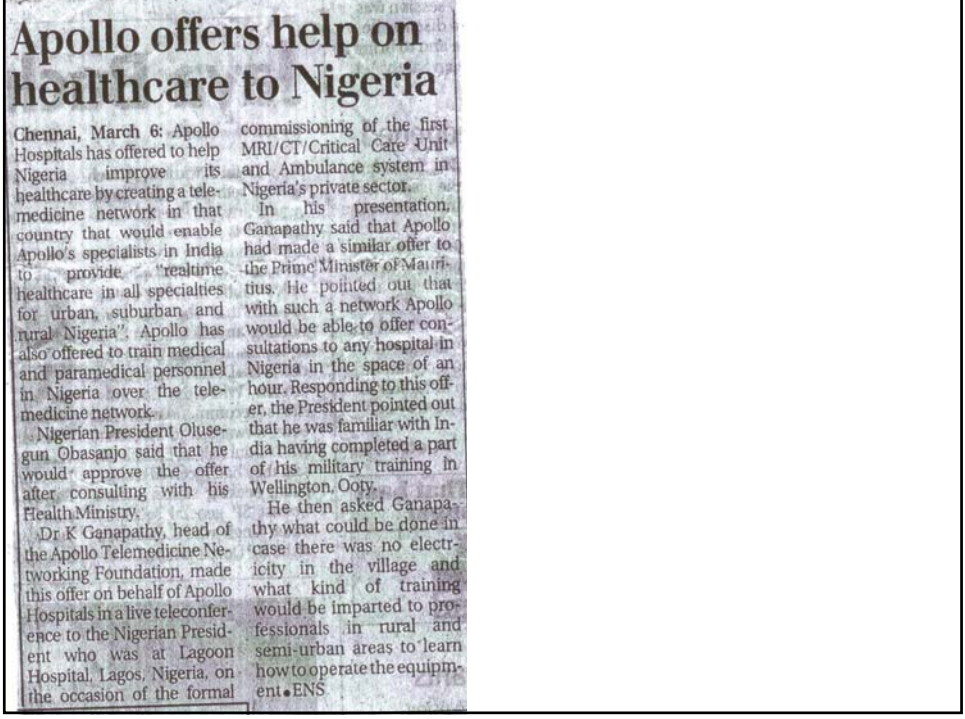 Apollo offers help on
healthcare to Nigeria
Chennai, March 6: Apollo
Hospitals has offered to help
Nigeria improve its
healthcare by creating a tele-
medicine network in that
country that would enable
Apollo's specialists in India
to provide "realtime
healthcare in all specialties
for urban, suburban and
rural Nigeria". Apollo has
also offered to train medical
and paramedical personnel
in Nigeria over the tele-
medicine network.
Nigerian President Oluse-
gun Obasanjo said that he
would approve the offer
after consulting with his
Health Ministry.
Dr K Ganapathy, head of
the Apollo Telemedicine Ne-
tworking Foundation, made
this offer on behalf of Apollo
Hospitals in a live teleconfer-
ence to the Nigerian Presid-
ent who was at Lagoon
Hospital, Lagos, Nigeria, on
the occasion of the formal
commissioning of the first
MRI/CT/Critical Care Unit
and Ambulance system in
Nigeria's private sector.
In his presentation,
Ganapathy said that Apollo
had made a similar offer to
the Prime Minister of Mauri-
tius. He pointed out that
with such a network Apollo
would be able to offer con-
sultations to any hospital in
Nigeria in the space of an
hour. Responding to this off-
er, the President pointed out
that he was familiar with In-
dia having completed a part
of his military training in
Wellington, Ooty.
He then asked Ganapa-
thy what could be done in
case there was no electr-
icity in the village and
what kind of training
would be imparted to pro-
fessionals in rural and
semi-urban areas to learn
how to operate the equipm-
ent•ENS